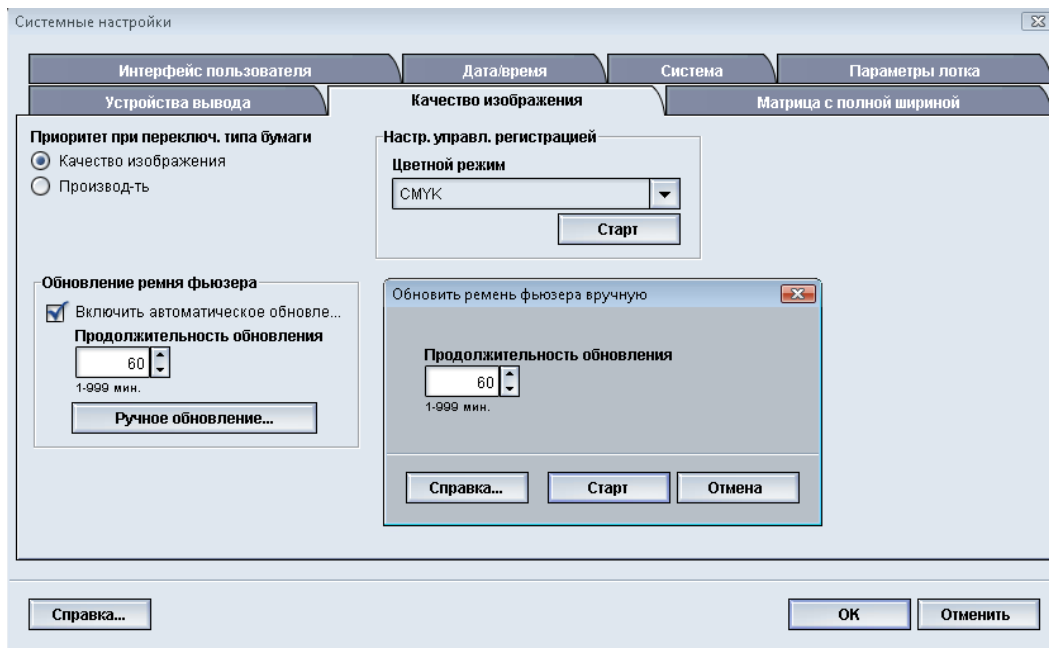 Системные настройки
Интерфейс пользователя
Дата/время
Система
Параметры лотка
Устройства вывода
Качество изображения
Матрица с полной шириной
Приоритет при переключ. типа бумаги
Качество изображения
Производ-ть
Настр. управл. регистрацией
Цветной режим
CMYK
Старт
Обновление ремня фьюзера
Включить автоматическое обновле...
Продолжительность обновления
60
1-999 мин.
Ручное обновление...
Обновить ремень фьюзера вручную
Продолжительность обновления
60
1-999 мин.
Справка...
Старт
Отмена
Справка...
OK
Отменить